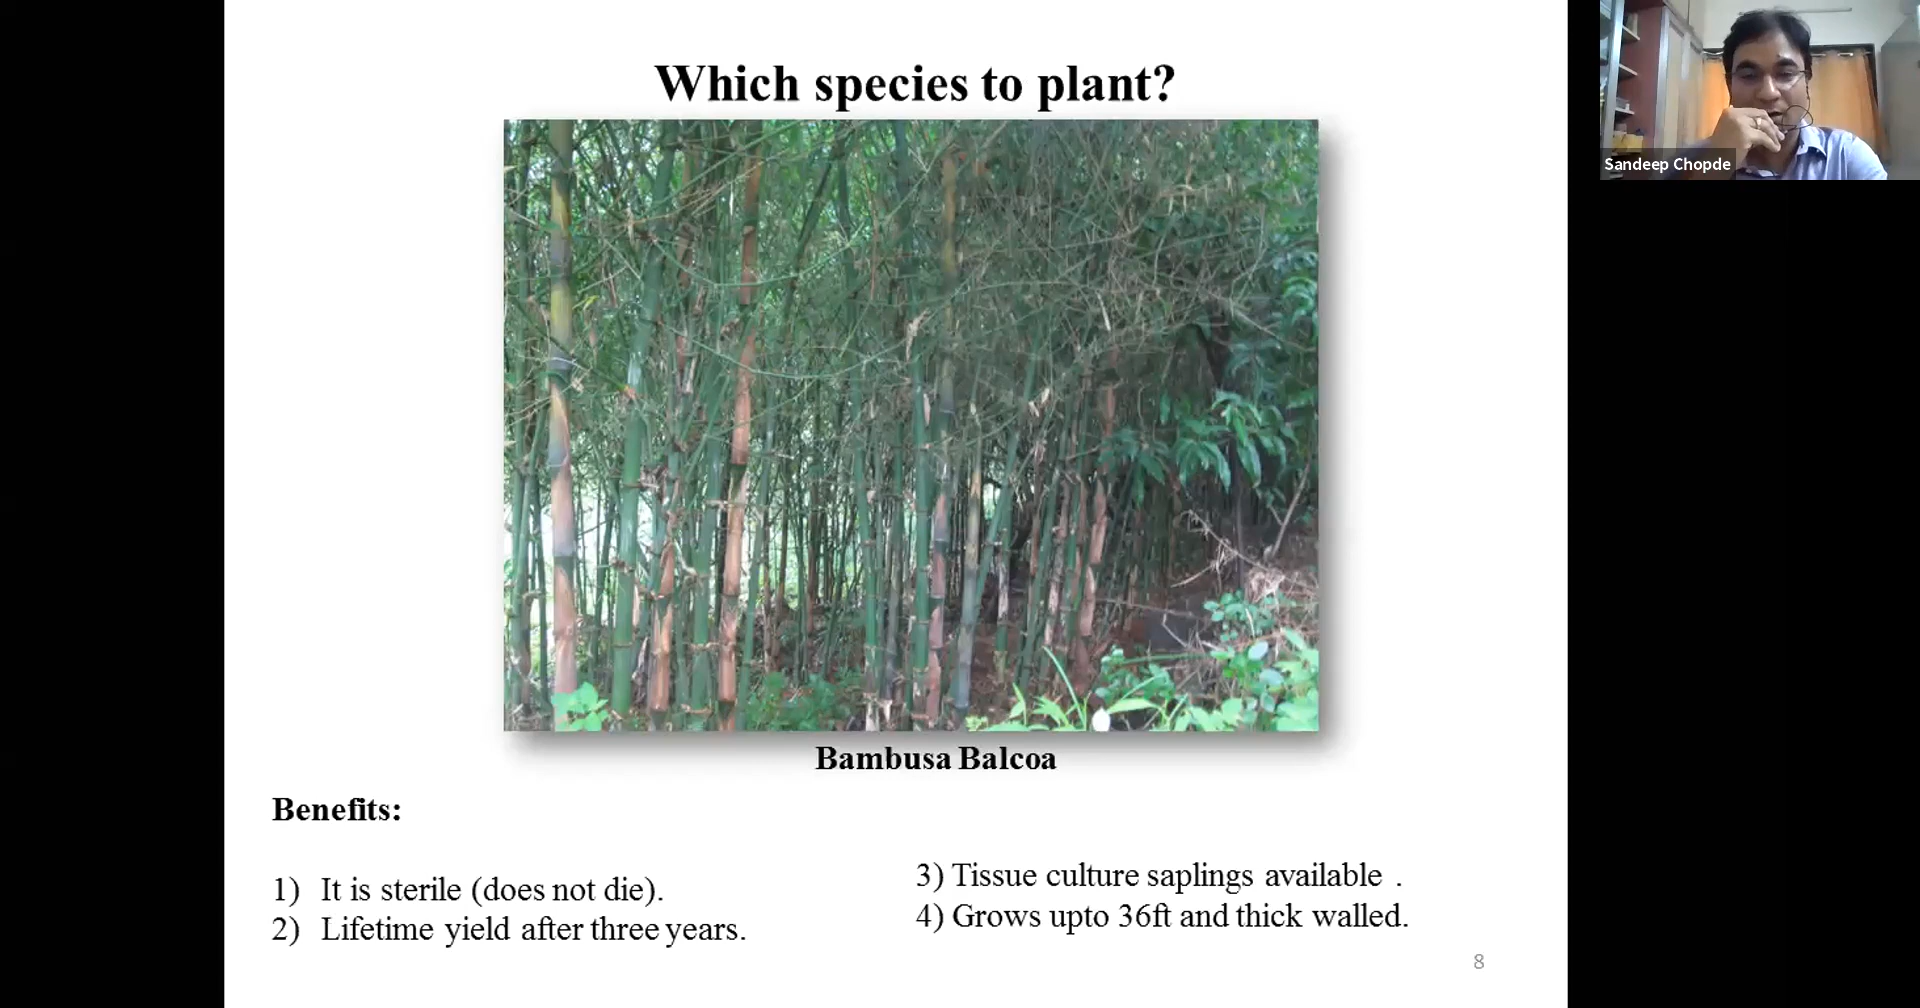 Which species to plant?
Sandeep Chopde
Bambusa Balcoa
Benefits:
1) It is sterile (does not die).
2) Lifetime yield after three years.
3) Tissue culture saplings available .
4) Grows upto 36ft and thick walled.
8